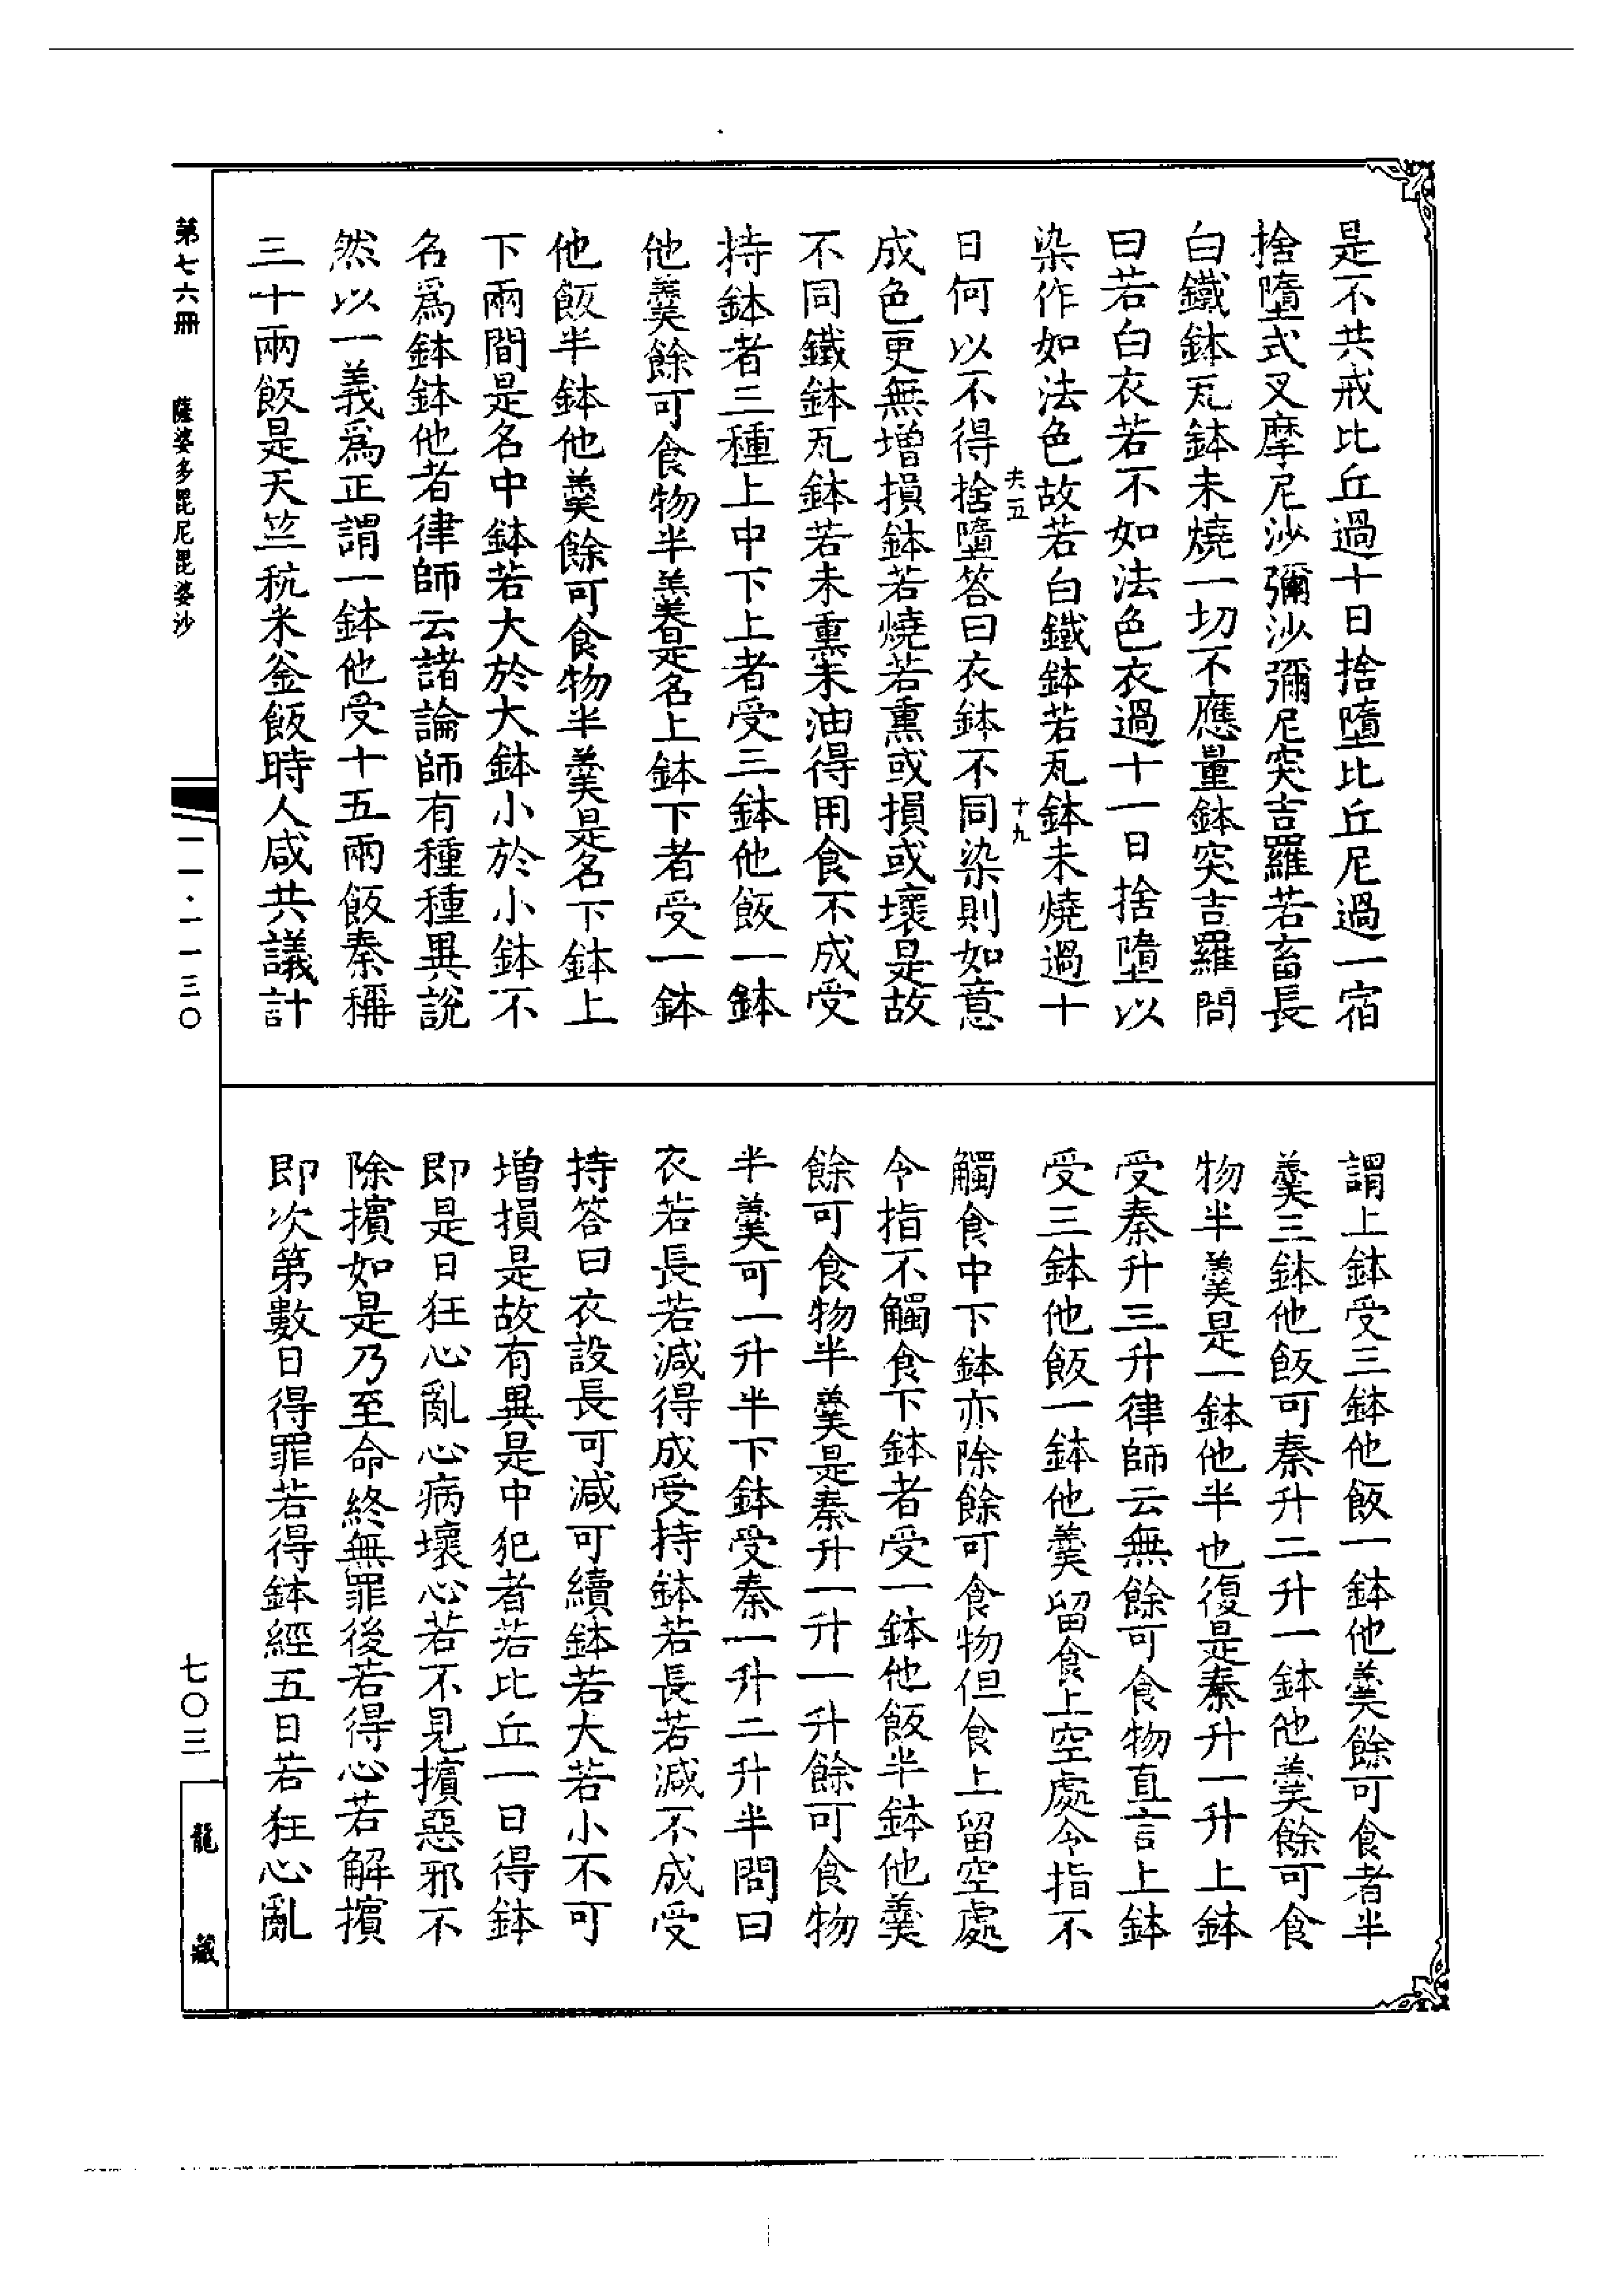 是不共戒比丘過十日捨墮比丘尼過一宿
捨墮式叉摩尼沙彌沙彌尼突吉羅若畜長
白鐵鉢瓦鉢未燒一切不應量鉢突吉羅問
曰若白衣若不如法色衣過十一日捨墮以
染作如法色故若白鐵鉢若瓦鉢未燒過十
夫五 十九
日何以不得捨墮答曰衣鉢不同染則如意
成色更無增損鉢若燒若熏或損或壞是故
不同鐵鉢瓦鉢若未熏未油得用食不成受
持鉢者三種上中下上者受三鉢他飯一鉢
他羹餘可食物半羹是名上鉢下者受一鉢
他飯半鉢他羹餘可食物半羹是名下鉢上
下兩間是名中鉢若大於大鉢小於小鉢不
名爲鉢鉢他者律師云諸論師有種種異說
然以一義爲正謂一鉢他受十五兩飯秦稱
三十兩飯是天竺秔米釜飯時人咸共議計
謂上鉢受三鉢他飯一鉢他羹餘可食者半
羹三鉢他飯可秦升二升一鉢他羹餘可食
物半羹是一鉢他半也復是秦升一升上鉢
受秦升三升律師云無餘可食物直言上鉢
受三鉢他飯一鉢他羹留食上空處令指不
觸食中下鉢亦除餘可食物但食上留空處
令指不觸食下鉢者受一鉢他飯半鉢他羹
餘可食物半羹是秦升一升一升餘可食物
半羹可一升半下鉢受秦一升二升半問曰
衣若長若減得成受持鉢若長若減不成受
持答曰衣設長可減可續鉢若大若小不可
增損是故有異是中犯者若比丘一日得鉢
即是日狂心亂心病壞心若不見擯惡邪不
除擯如是乃至命終無罪後若得心若解擯
即次第數日得罪若得鉢經五日若狂心亂
第七六冊 薩婆多毘尼毘婆沙
一一·一一三〇
七〇三
龍藏